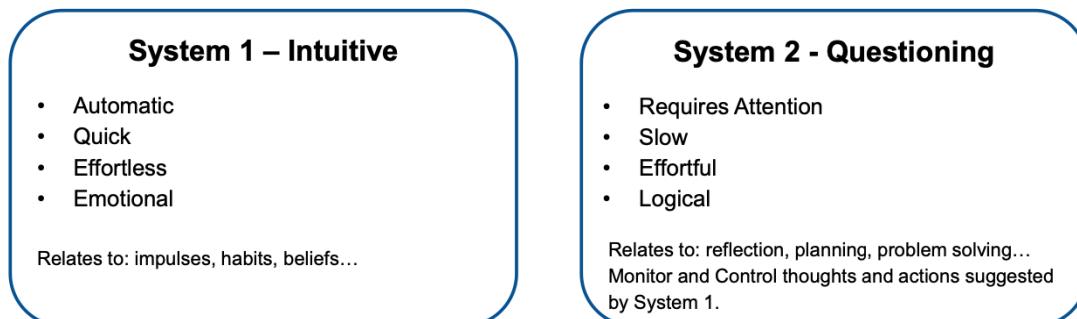 System 1 – Intuitive
• Automatic
• Quick
• Effortless
• Emotional
Relates to: impulses, habits, beliefs…
System 2 - Questioning
• Requires Attention
• Slow
• Effortful
• Logical
Relates to: reflection, planning, problem solving…
Monitor and Control thoughts and actions suggested
by System 1.